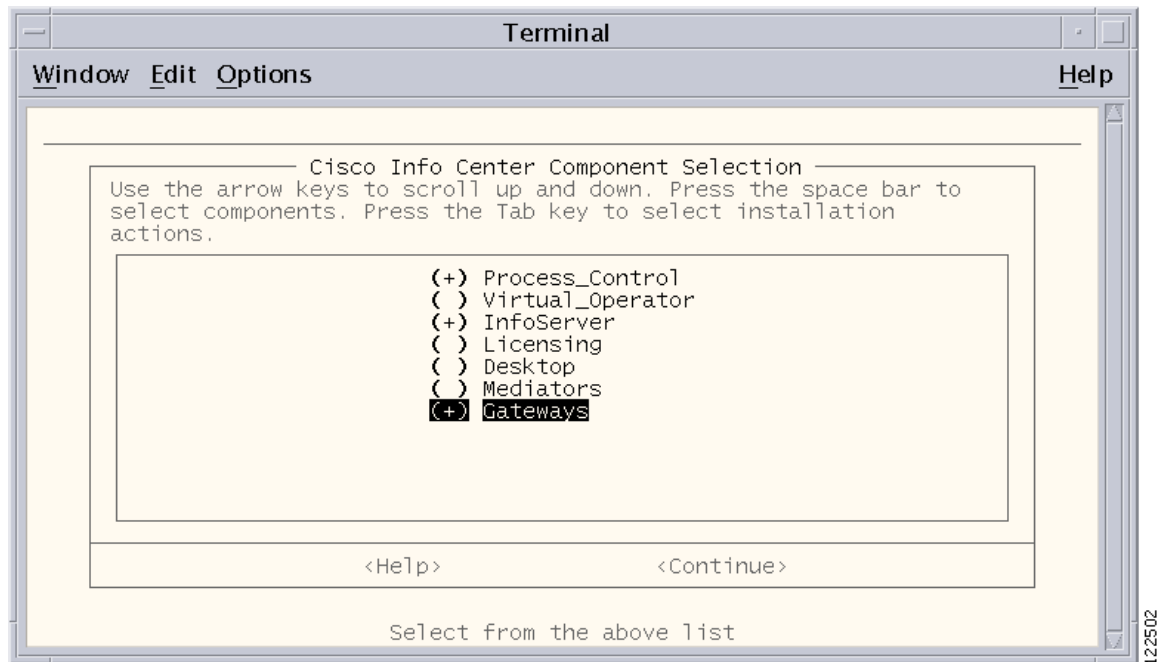 Terminal
Window Edit Options Help
Cisco Info Center Component Selection
Use the arrow keys to scroll up and down. Press the space bar to
select components. Press the Tab key to select installation
actions.
(+) Process_Control
( ) Virtual_Operator
(+) InfoServer
( ) Licensing
( ) Desktop
( ) Mediators
(+) Gateways
<Help> <Continue>
Select from the above list
122502